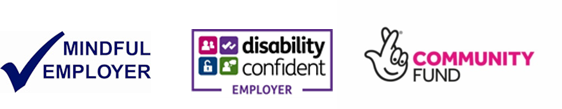 MINDFUL
EMPLOYER
disability
confident
EMPLOYER
COMMUNITY
FUND